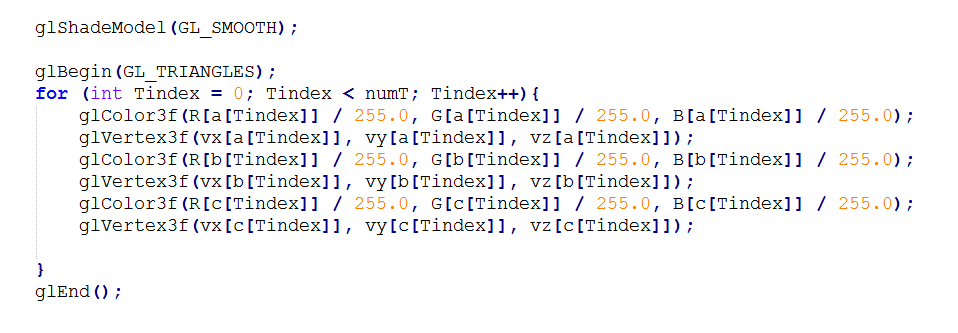 glShadeModel(GL_SMOOTH);
glBegin(GL_TRIANGLES);
for (int Tindex = 0; Tindex < numT; Tindex++){
glColor3f(R[a[Tindex]] / 255.0, G[a[Tindex]] / 255.0, B[a[Tindex]] / 255.0);
glVertex3f(vx[a[Tindex]], vy[a[Tindex]], vz[a[Tindex]]);
glColor3f(R[b[Tindex]] / 255.0, G[b[Tindex]] / 255.0, B[b[Tindex]] / 255.0);
glVertex3f(vx[b[Tindex]], vy[b[Tindex]], vz[b[Tindex]]);
glColor3f(R[c[Tindex]] / 255.0, G[c[Tindex]] / 255.0, B[c[Tindex]] / 255.0);
glVertex3f(vx[c[Tindex]], vy[c[Tindex]], vz[c[Tindex]]);
}
glEnd();